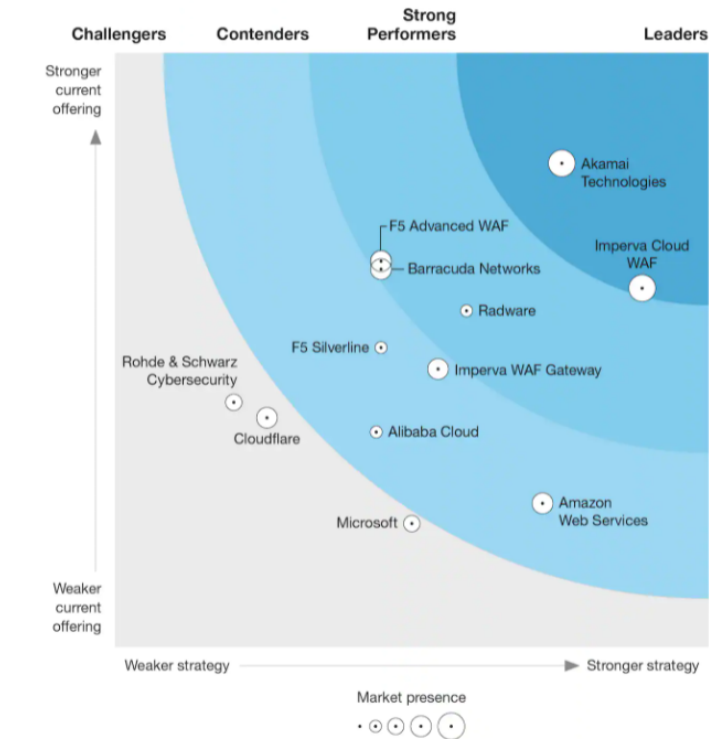 Challengers
Contenders
Strong
Performers
Leaders
Stronger
current
offering
Akamai
Technologies
F5 Advanced WAF
Imperva Cloud
WAF
Barracuda Networks
Radware
F5 Silverline
Rohde & Schwarz
Cybersecurity
Imperva WAF Gateway
Cloudflare
Alibaba Cloud
Amazon
Web Services
Microsoft
Weaker
current
offering
Weaker strategy
Stronger strategy
Market presence